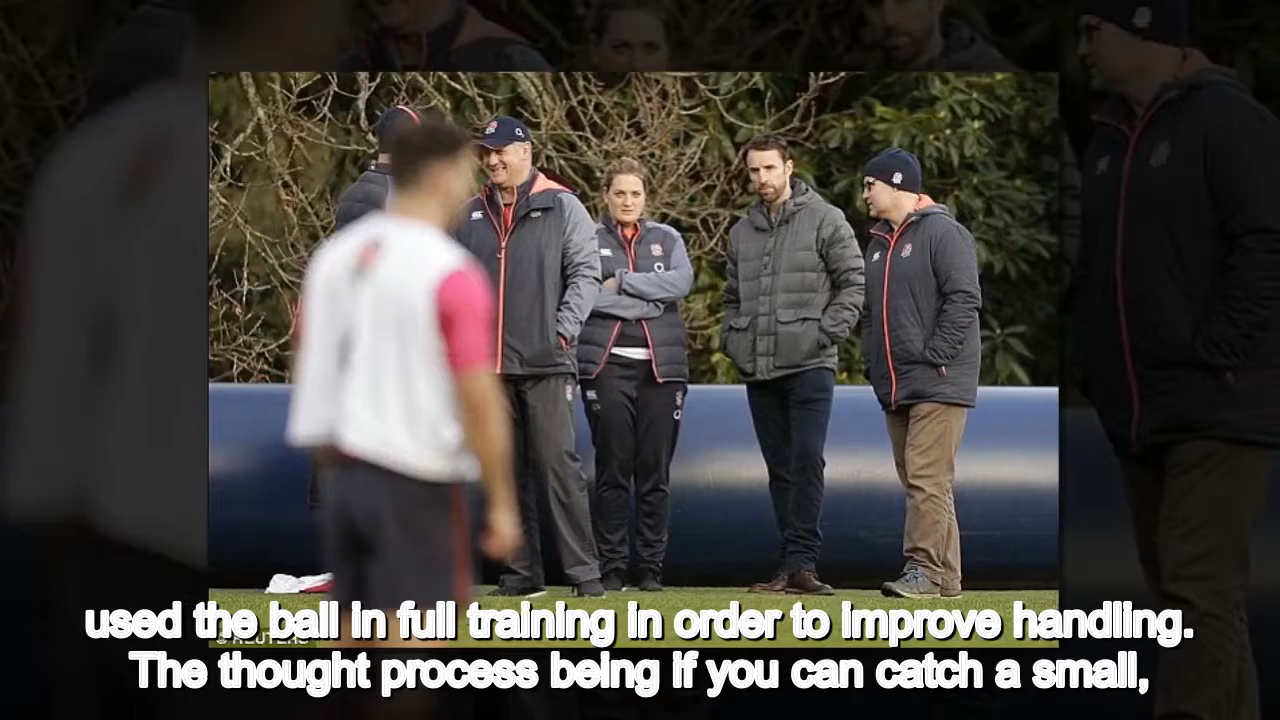 used the ball in full training in order to improve handling.
The thought process being if you can catch a small,
© REUTERS